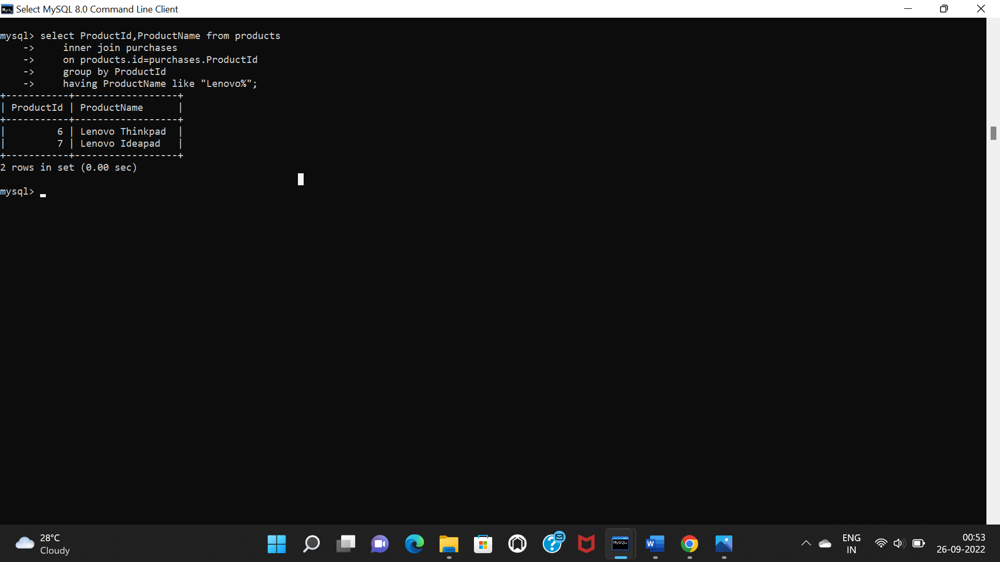 Select MySQL 8.0 Command Line Client
mysql> select ProductId,ProductName from products
    ->     inner join purchases
    ->     on products.id=purchases.ProductId
    ->     group by ProductId
    ->     having ProductName like "Lenovo%";
+-----------+------------------+
| ProductId | ProductName      |
+-----------+------------------+
|         6 | Lenovo Thinkpad  |
|         7 | Lenovo Ideapad   |
+-----------+------------------+
2 rows in set (0.00 sec)
mysql>
28°C
Cloudy
MySQL>
W
ENG
IN
00:53
26-09-2022